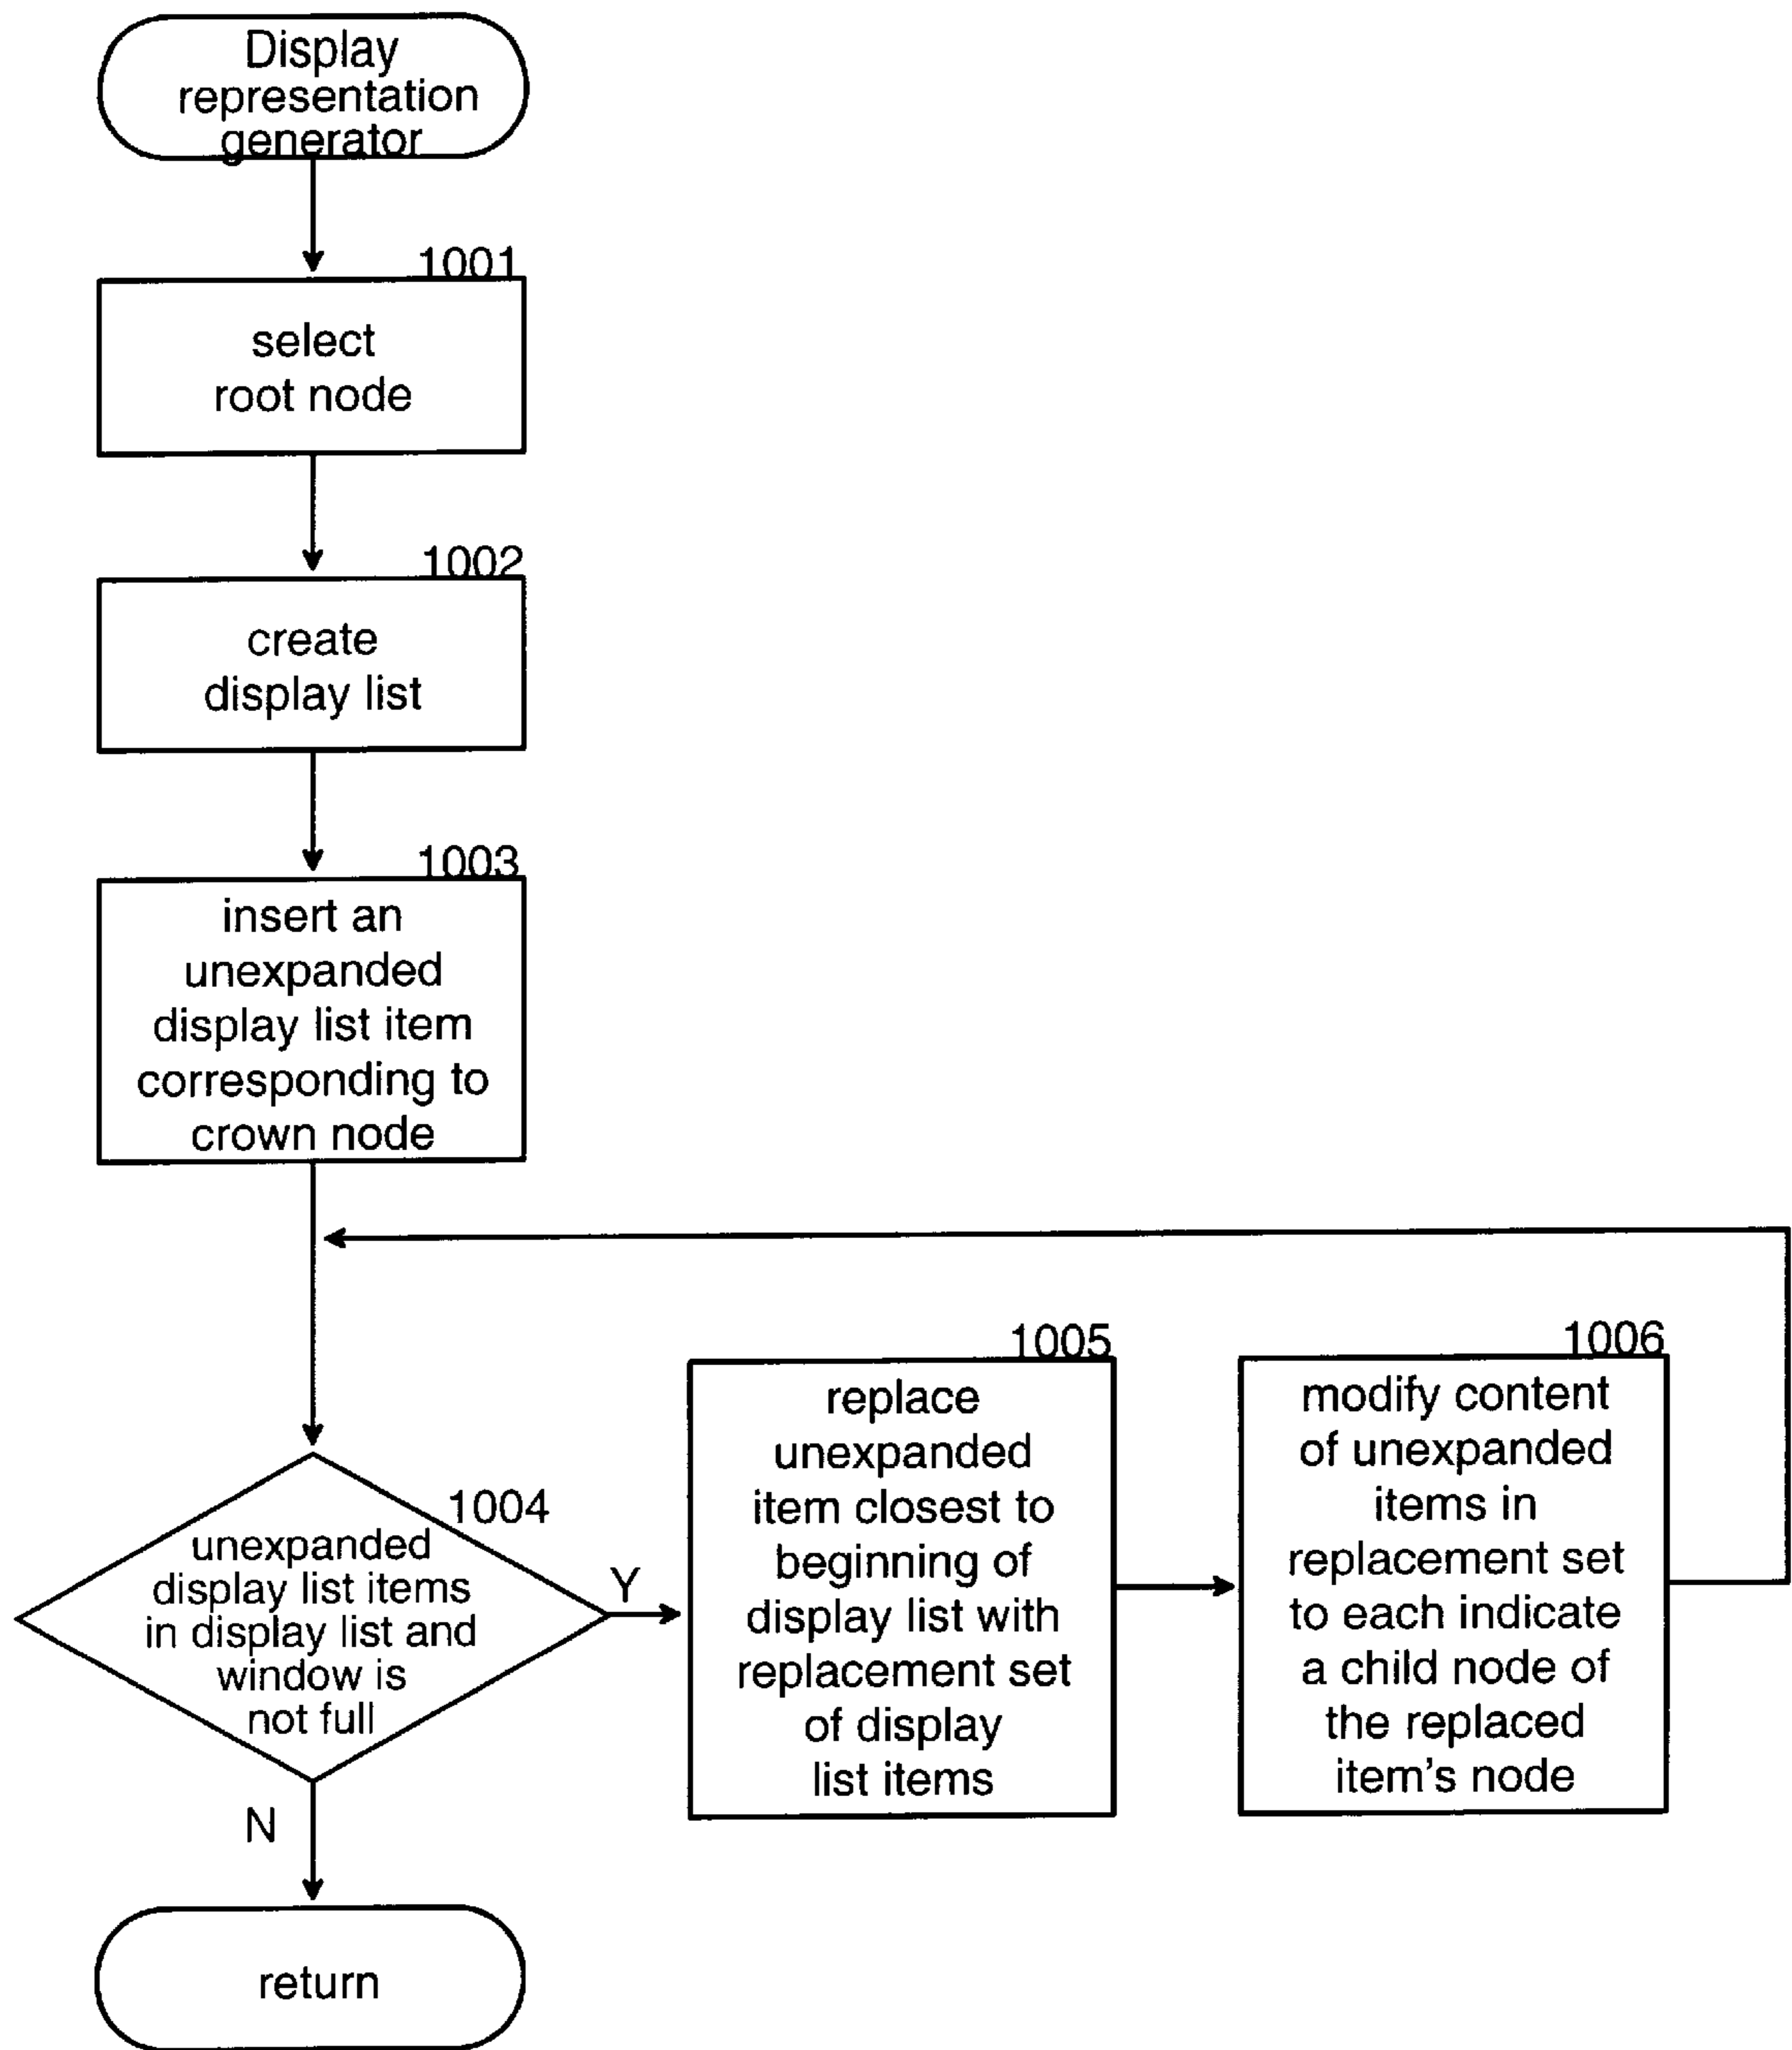 Display
representation
generator
1001
select
root node
1002
create
display list
1003
insert an
unexpanded
display list item
corresponding to
crown node
1004
unexpanded
display list items
in display list and
window is
not full
Y
N
1005
replace
unexpanded
item closest to
beginning of
display list with
replacement set
of display
list items
1006
modify content
of unexpanded
items in
replacement set
to each indicate
a child node of
the replaced
item's node
return